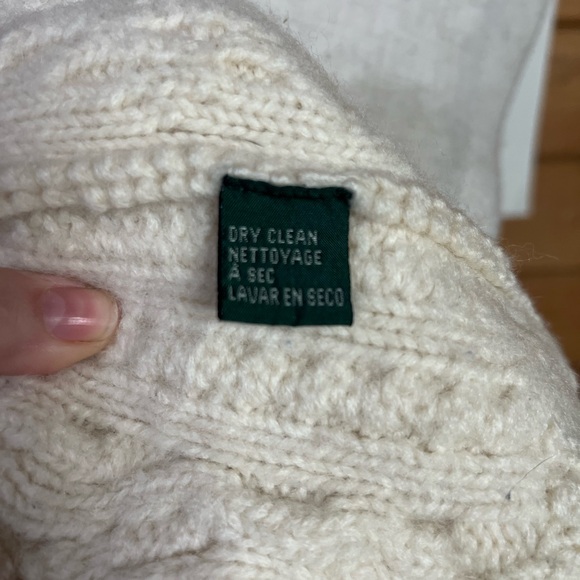 DRY CLEAN
NETTOYAGE
À SEC
LAVAR EN SECO